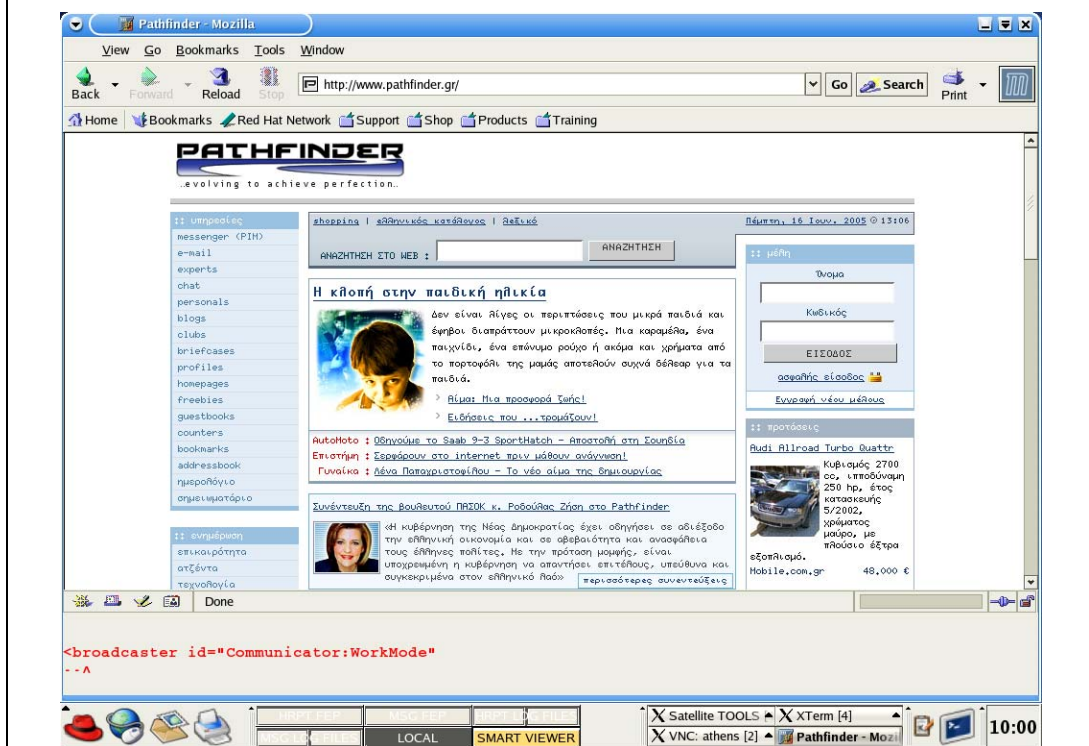 Pathfinder - Mozilla
View Go Bookmarks Tools Window
Back Forward Reload Stop http://www.pathfinder.gr/ Go Search Print
Home Bookmarks Red Hat Network Support Shop Products Training
PATHFINDER
..evolving to achieve perfection..
:: υπηρεσίες
messenger (PIM)
e-mail
experts
chat
personals
blogs
clubs
briefcases
profiles
homepages
freebies
guestbooks
counters
bookmarks
addressbook
ημερολόγιο
σημειωματάριο
:: ενημέρωση
επικαιρότητα
ατζέντα
τεχνολογία
shopping | ελληνικός κατάλογος | λεξικό
ΑΝΑΖΗΤΗΣΗ ΣΤΟ WEB : ΑΝΑΖΗΤΗΣΗ
Η κλοπή στην παιδική ηλικία
Δεν είναι λίγες οι περιπτώσεις που μικρά παιδιά και
έφηβοι διαπράττουν μικροκλοπές. Μια καραμέλα, ένα
παιχνίδι, ένα επώνυμο ρούχο ή ακόμα και χρήματα από
το πορτοφόλι της μαμάς αποτελούν συχνά δέλεαρ για τα
παιδιά.
> Αίμα: Μια προσφορά ζωής!
> Ειδήσεις που ...τρομάζουν!
AutoMoto : Οδηγούμε το Saab 9-3 SportHatch - Αποστολή στη Σουηδία
Επιστήμη : Σερφάρουν στο internet πριν μάθουν ανάγνωση!
Γυναίκα : Λένα Παπαχριστοφίλου - Το νέο αίμα της δημιουργίας
Συνέντευξη της βουλευτού ΠΑΣΟΚ κ. Ροδούλας Ζήση στο Pathfinder
«Η κυβέρνηση της Νέας Δημοκρατίας έχει οδηγήσει σε αδιέξοδο
την ελληνική οικονομία και σε αβεβαιότητα και ανασφάλεια
τους έλληνες πολίτες. Με την πρόταση μομφής, είναι
υποχρεωμένη η κυβέρνηση να απαντήσει επιτέλους, υπεύθυνα και
συγκεκριμένα στον ελληνικό λαό»
περισσότερες συνεντεύξεις
Πέμπτη, 16 Ιουν. 2005 13:06
:: μέλη
Όνομα
Κωδικός
ΕΙΣΟΔΟΣ
ασφαλής είσοδος
Εγγραφή νέου μέλους
:: προτάσεις
Audi Allroad Turbo Quattr
Κυβισμός 2700
cc, ιπποδύναμη
250 hp, έτος
κατασκευής
5/2002,
χρώματος
μαύρο, με
πλούσιο έξτρα
εξοπλισμό.
Mobile.com.gr 48.000 €
Done
<broadcaster id="Communicator:WorkMode"
--^
HRPT FEP MSG FEP HRPT LOG FILES
MSG LOG FILES LOCAL SMART VIEWER
Satellite TOOLS XTerm [4]
VNC: athens [2] Pathfinder - Mozil
10:00